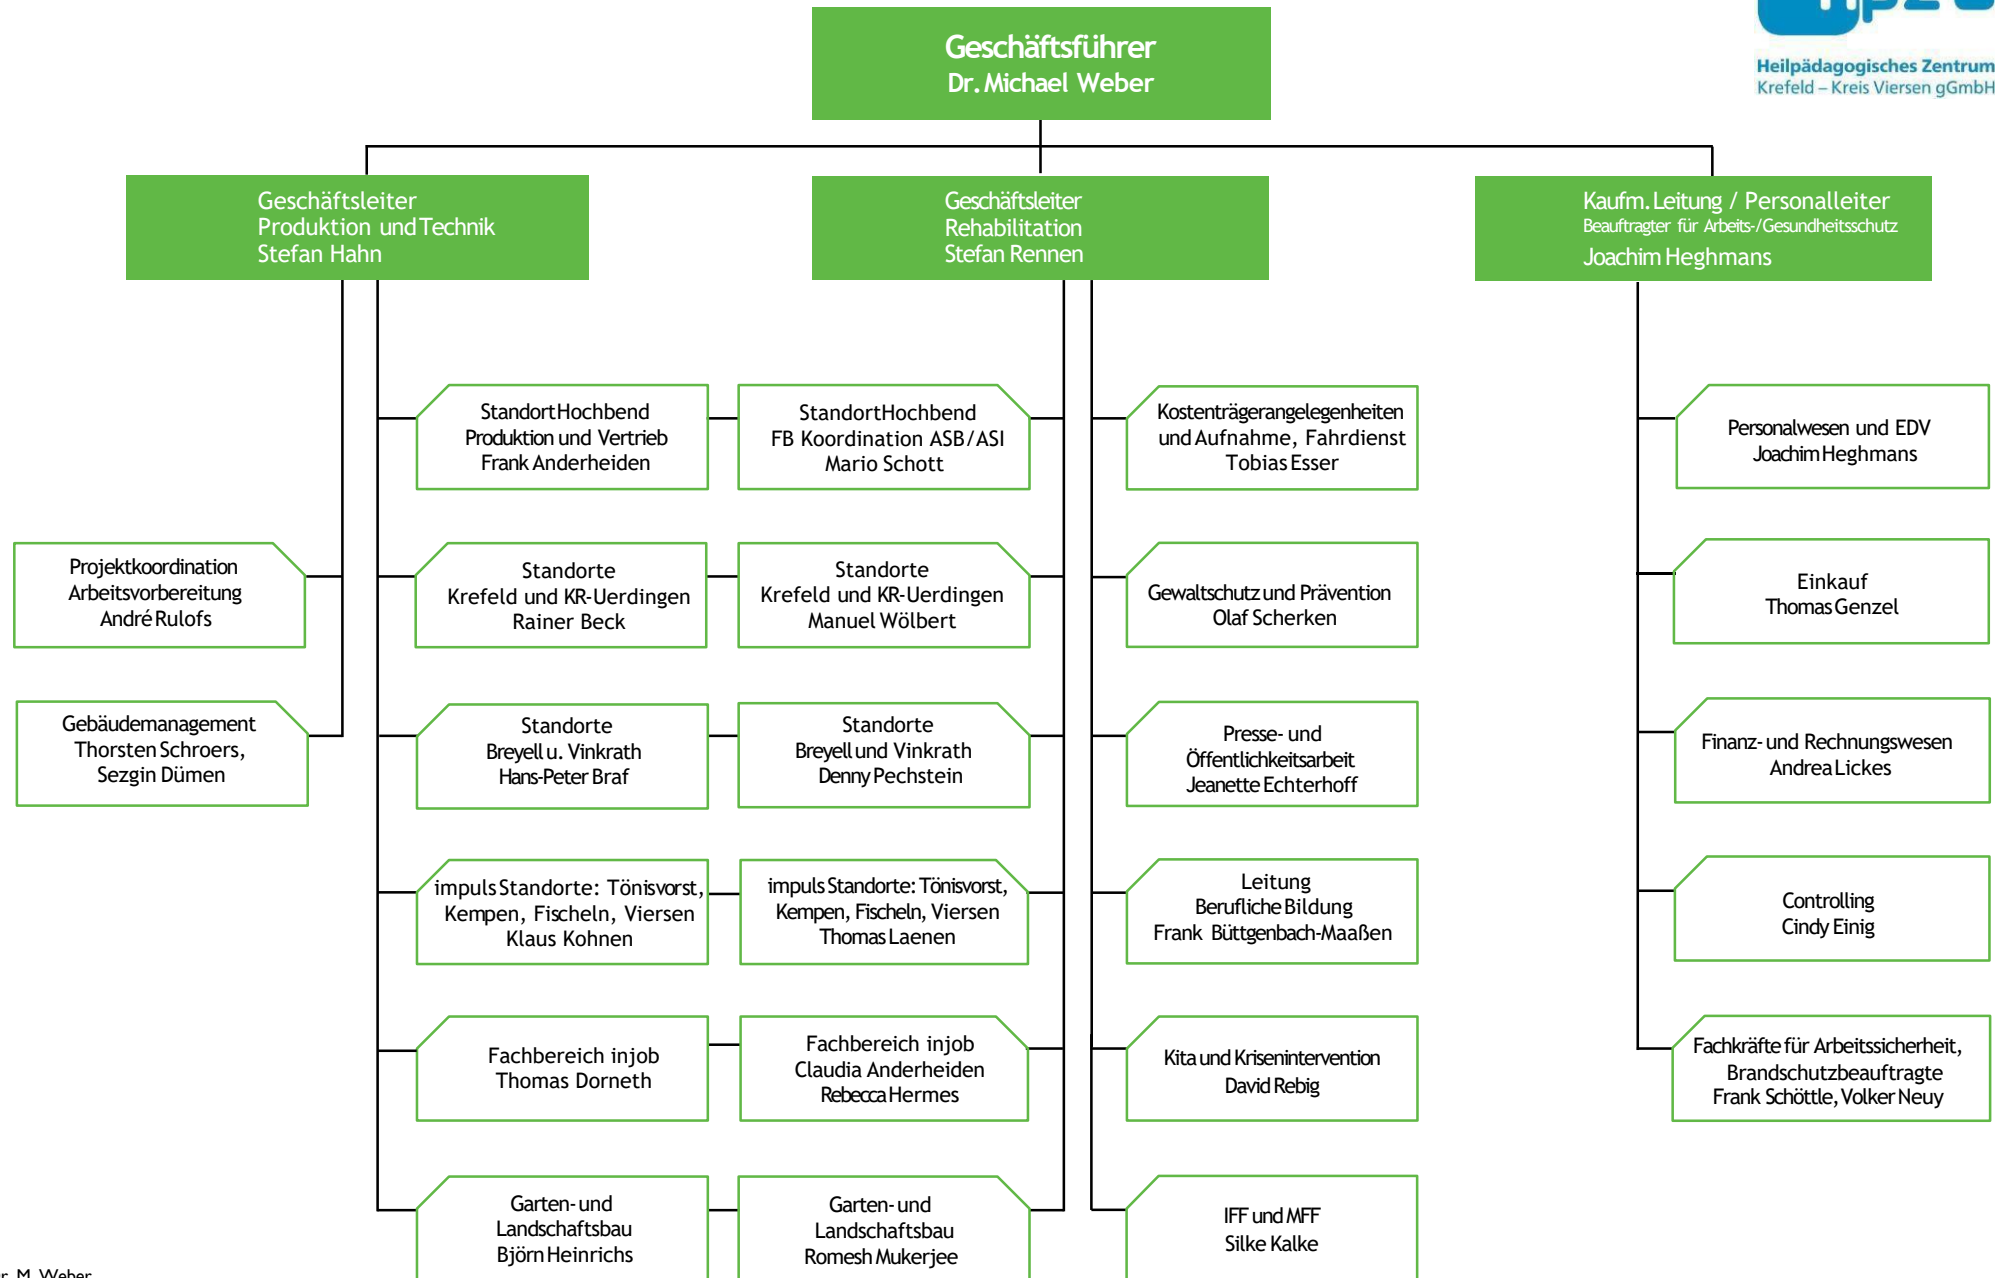 Geschäftsführer
Dr. Michael Weber
Heilpädagogisches Zentrum
Krefeld – Kreis Viersen gGmbH
Geschäftsleiter
Produktion und Technik
Stefan Hahn
Geschäftsleiter
Rehabilitation
Stefan Rennen
Kaufm. Leitung / Personalleiter
Beauftragter für Arbeits-/Gesundheitsschutz
Joachim Heghmans
Standort Hochbend
Produktion und Vertrieb
Frank Anderheiden
Standort Hochbend
FB Koordination ASB/ASI
Mario Schott
Kostenträgerangelegenheiten
und Aufnahme, Fahrdienst
Tobias Esser
Personalwesen und EDV
Joachim Heghmans
Projektkoordination
Arbeitsvorbereitung
André Rulofs
Standorte
Krefeld und KR-Uerdingen
Rainer Beck
Standorte
Krefeld und KR-Uerdingen
Manuel Wölbert
Gewaltschutz und Prävention
Olaf Scherken
Einkauf
Thomas Genzel
Gebäudemanagement
Thorsten Schroers,
Sezgin Dümen
Standorte
Breyell u. Vinkrath
Hans-Peter Braf
Standorte
Breyell und Vinkrath
Denny Pechstein
Presse- und
Öffentlichkeitsarbeit
Jeanette Echterhoff
Finanz- und Rechnungswesen
Andrea Lickes
impuls Standorte: Tönisvorst,
Kempen, Fischeln, Viersen
Klaus Kohnen
impuls Standorte: Tönisvorst,
Kempen, Fischeln, Viersen
Thomas Laenen
Leitung
Berufliche Bildung
Frank Büttgenbach-Maaßen
Controlling
Cindy Einig
Fachbereich injob
Thomas Dorneth
Fachbereich injob
Claudia Anderheiden
Rebecca Hermes
Kita und Krisenintervention
David Rebig
Fachkräfte für Arbeitssicherheit,
Brandschutzbeauftragte
Frank Schöttle, Volker Neuy
Garten- und
Landschaftsbau
Björn Heinrichs
Garten- und
Landschaftsbau
Romesh Mukerjee
IFF und MFF
Silke Kalke
M. Weber